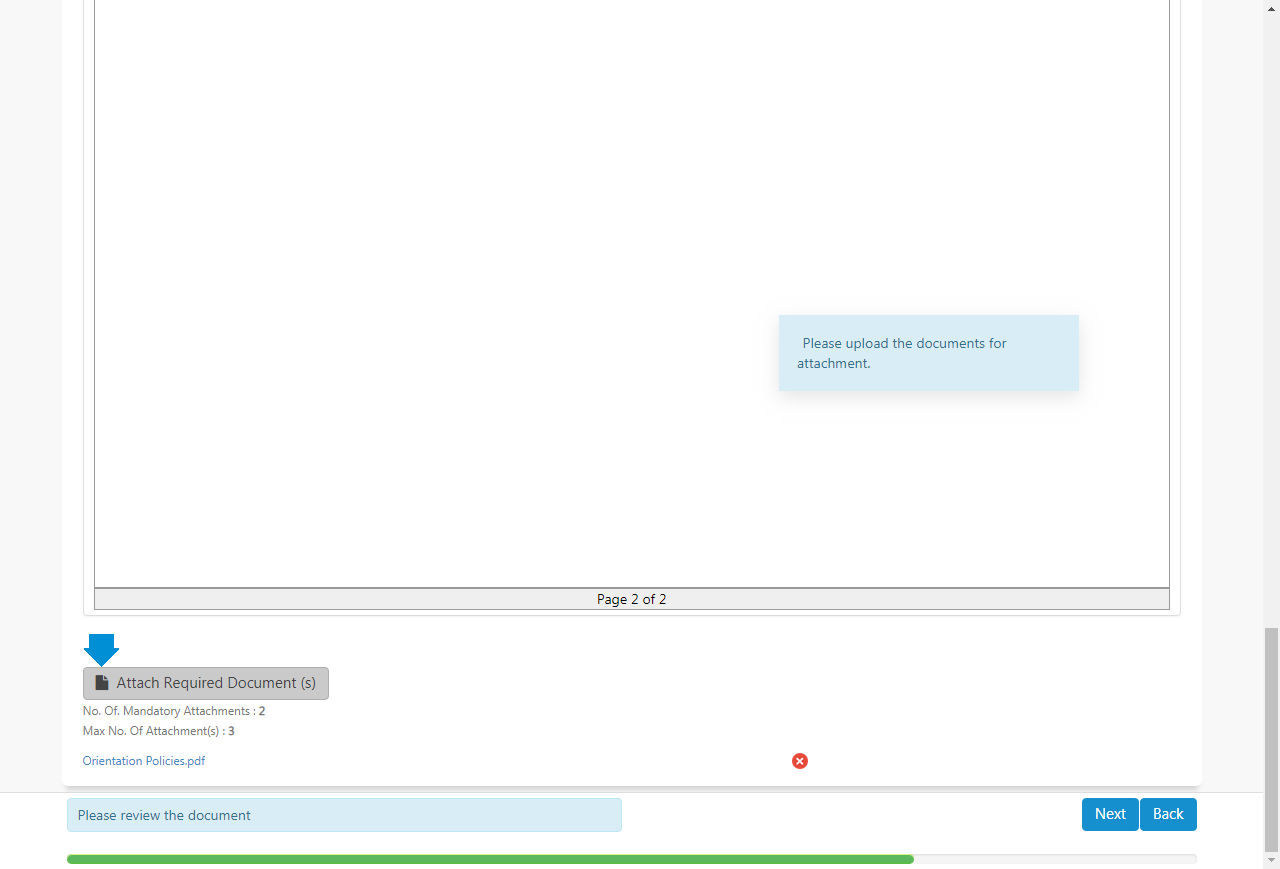 Please upload the documents for
attachment.
Page 2 of 2
Attach Required Document (s)
No. Of. Mandatory Attachments : 2
Max No. Of Attachment(s) : 3
Orientation Policies.pdf
Please review the document
Next
Back